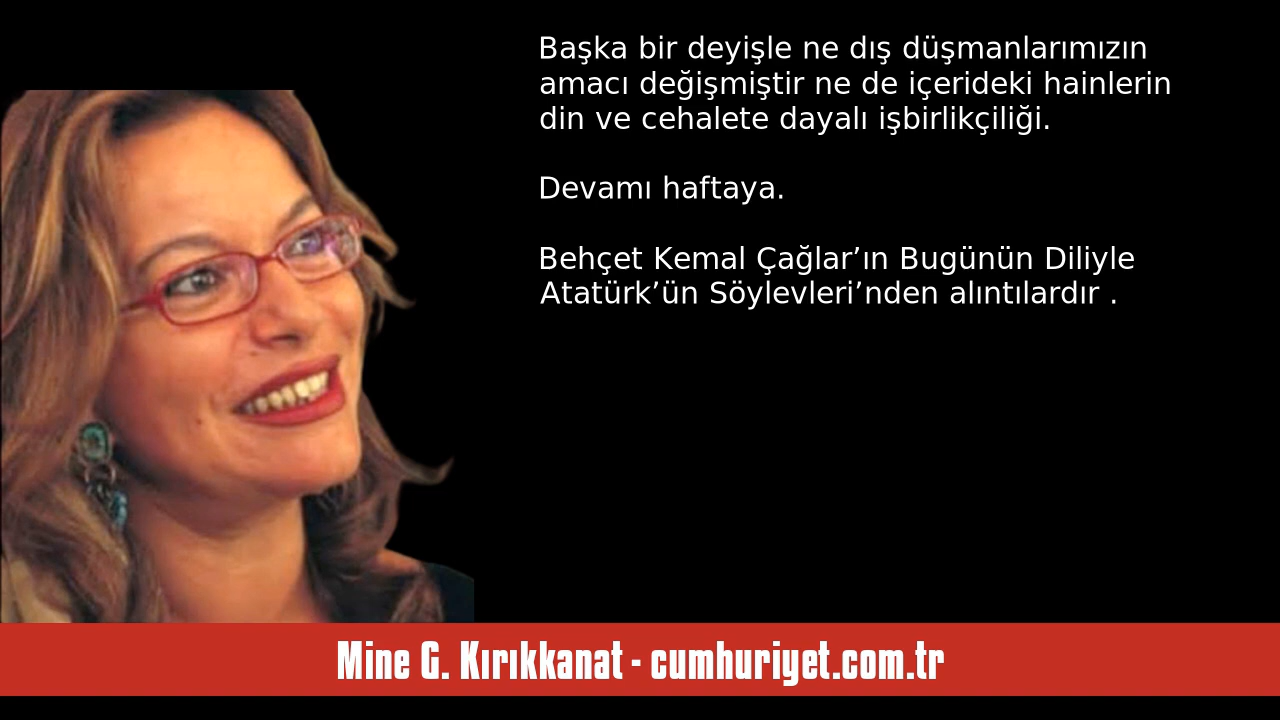 Başka bir deyişle ne dış düşmanlarımızın
amacı değişmiştir ne de içerideki hainlerin
din ve cehalete dayalı işbirlikçiliği.
Devamı haftaya.
Behçet Kemal Çağlar’ın Bugünün Diliyle
Atatürk’ün Söylevleri’nden alıntılardır .
Mine G. Kırıkkanat - cumhuriyet.com.tr